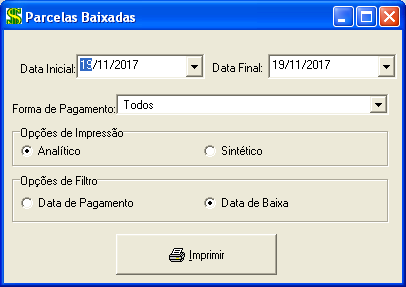 Parcelas Baixadas
Data Inicial: 19/11/2017 Data Final: 19/11/2017
Forma de Pagamento: Todos
Opções de Impressão
Analítico Sintético
Opções de Filtro
Data de Pagamento Data de Baixa
Imprimir